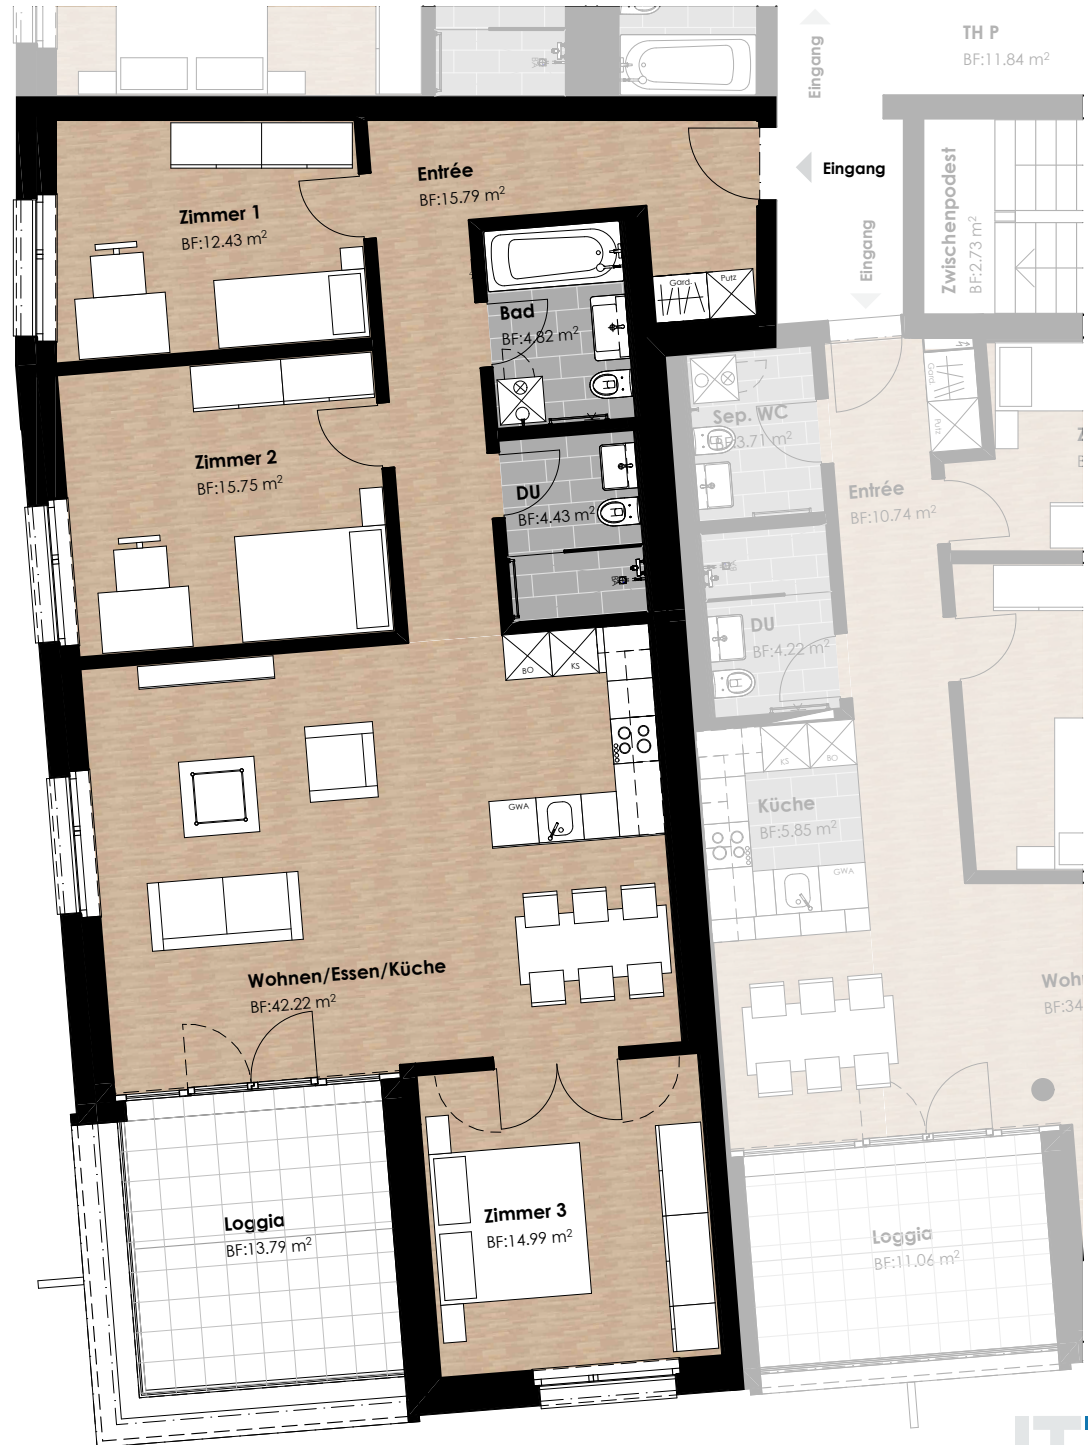 TH P
BF:11.84 m²
Eingang
Eingang
Eingang
Zwischenpodest
BF:2.73 m²
Entrée
BF:15.79 m²
Zimmer 1
BF:12.43 m²
Gard.
Putz
Bad
BF:4.82 m²
Zimmer 2
BF:15.75 m²
DU
BF:4.43 m²
Sep. WC
BF:3.71 m²
Gard
Putz
Entrée
BF:10.74 m²
DU
BF:4.22 m²
BO
KS
KS
BO
GWA
Küche
BF:5.85 m²
GWA
Wohnen/Essen/Küche
BF:42.22 m²
BF:34
Zimmer 3
BF:14.99 m²
Loggia
BF:13.79 m²
Loggia
BF:11.06 m²